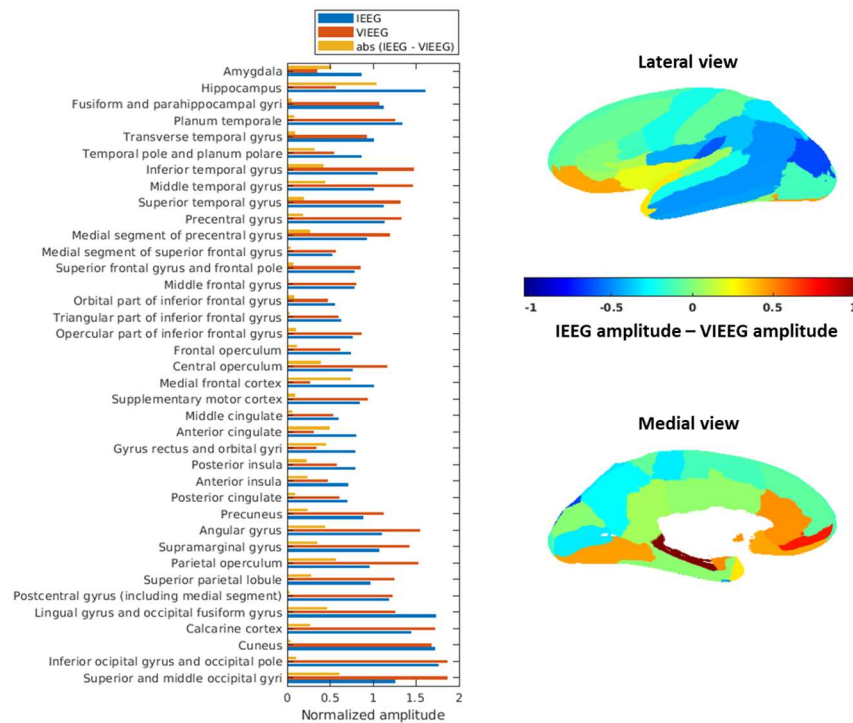 IEEG
VIEEG
abs (IEEG - VIEEG)
Amygdala
Hippocampus
Fusiform and parahippocampal gyri
Planum temporale
Transverse temporal gyrus
Temporal pole and planum polare
Inferior temporal gyrus
Middle temporal gyrus
Superior temporal gyrus
Precentral gyrus
Medial segment of precentral gyrus
Medial segment of superior frontal gyrus
Superior frontal gyrus and frontal pole
Middle frontal gyrus
Orbital part of inferior frontal gyrus
Triangular part of inferior frontal gyrus
Opercular part of inferior frontal gyrus
Frontal operculum
Central operculum
Medial frontal cortex
Supplementary motor cortex
Middle cingulate
Anterior cingulate
Gyrus rectus and orbital gyri
Posterior insula
Anterior insula
Posterior cingulate
Precuneus
Angular gyrus
Supramarginal gyrus
Parietal operculum
Superior parietal lobule
Postcentral gyrus (including medial segment)
Lingual gyrus and occipital fusiform gyrus
Calcarine cortex
Cuneus
Inferior ocipital gyrus and occipital pole
Superior and middle occipital gyri
0 0.5 1 1.5 2
Normalized amplitude
Lateral view
-1 -0.5 0 0.5 1
IEEG amplitude – VIEEG amplitude
Medial view